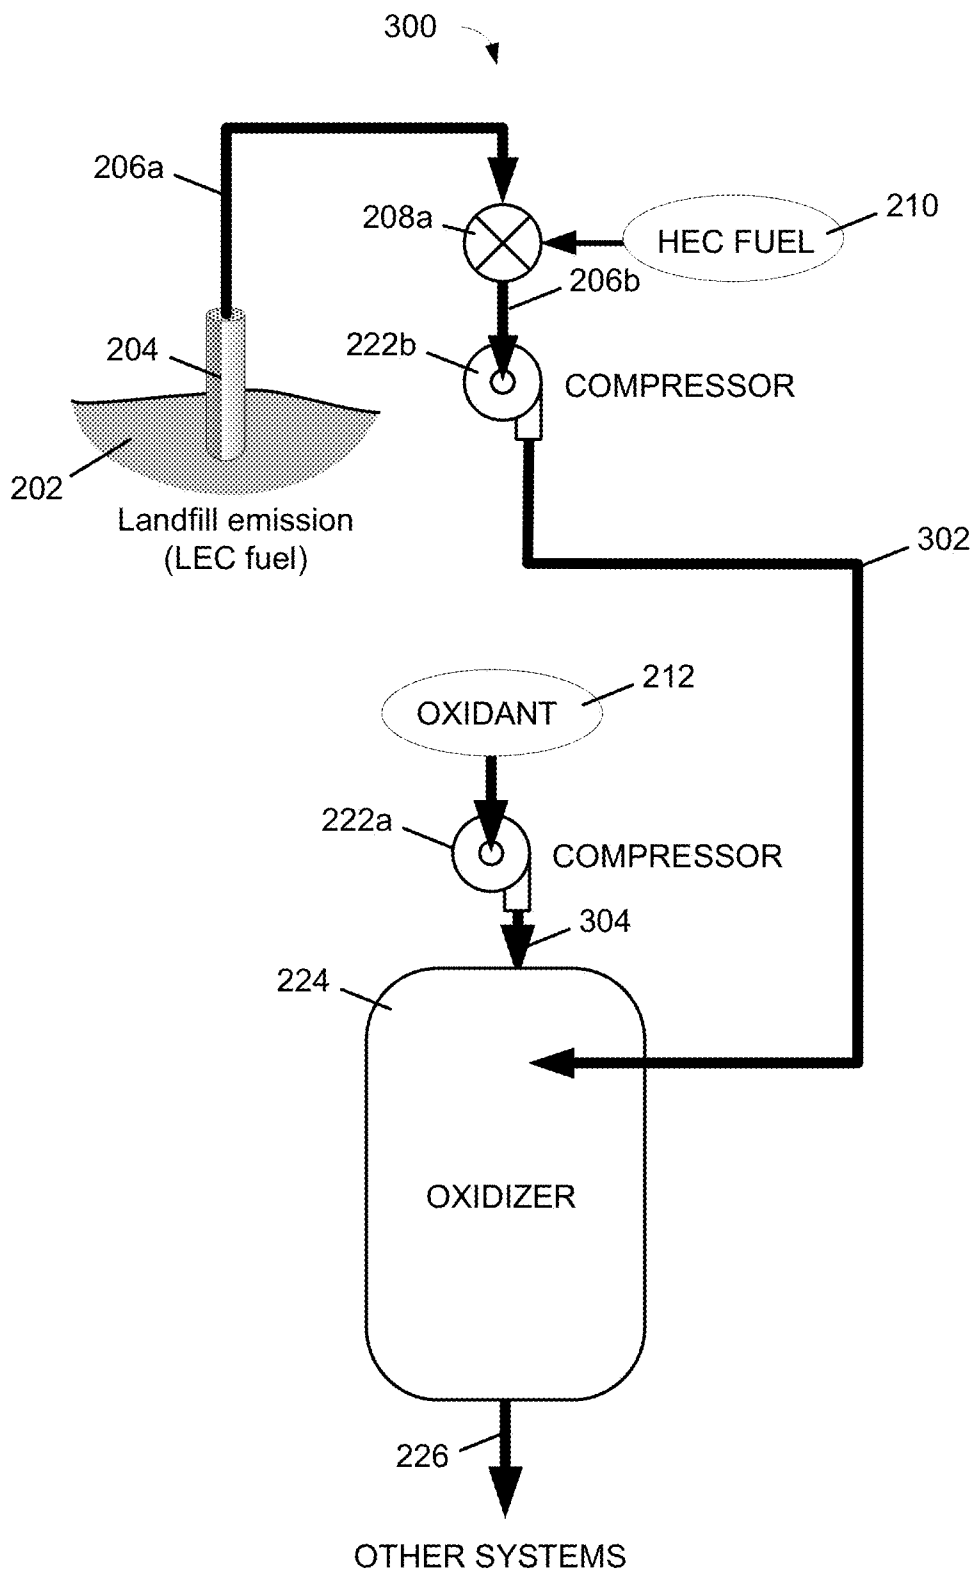 300
206a
208a
HEC FUEL
210
206b
204
222b
COMPRESSOR
202
Landfill emission
(LEC fuel)
302
OXIDANT
212
222a
COMPRESSOR
304
224
OXIDIZER
226
OTHER SYSTEMS